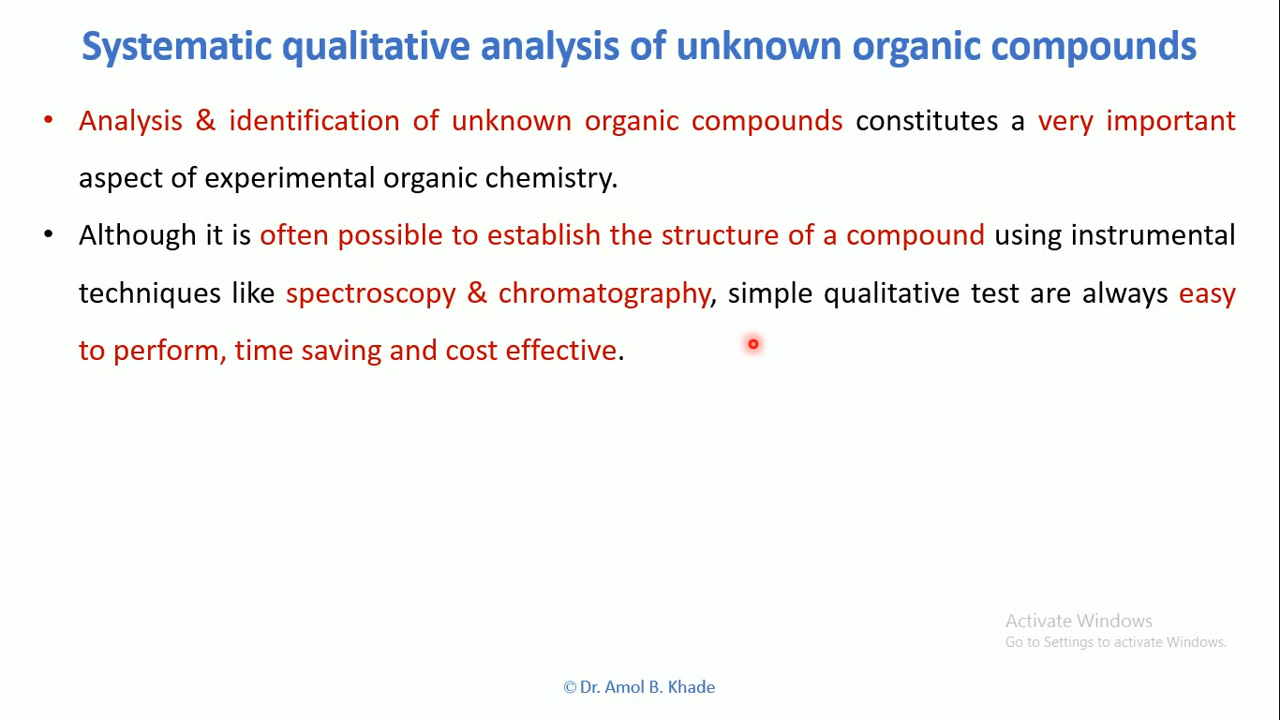 Systematic qualitative analysis of unknown organic compounds
• Analysis & identification of unknown organic compounds constitutes a very important
aspect of experimental organic chemistry.
• Although it is often possible to establish the structure of a compound using instrumental
techniques like spectroscopy & chromatography, simple qualitative test are always easy
to perform, time saving and cost effective.
Activate Windows
Go to Settings to activate Windows.
© Dr. Amol B. Khade